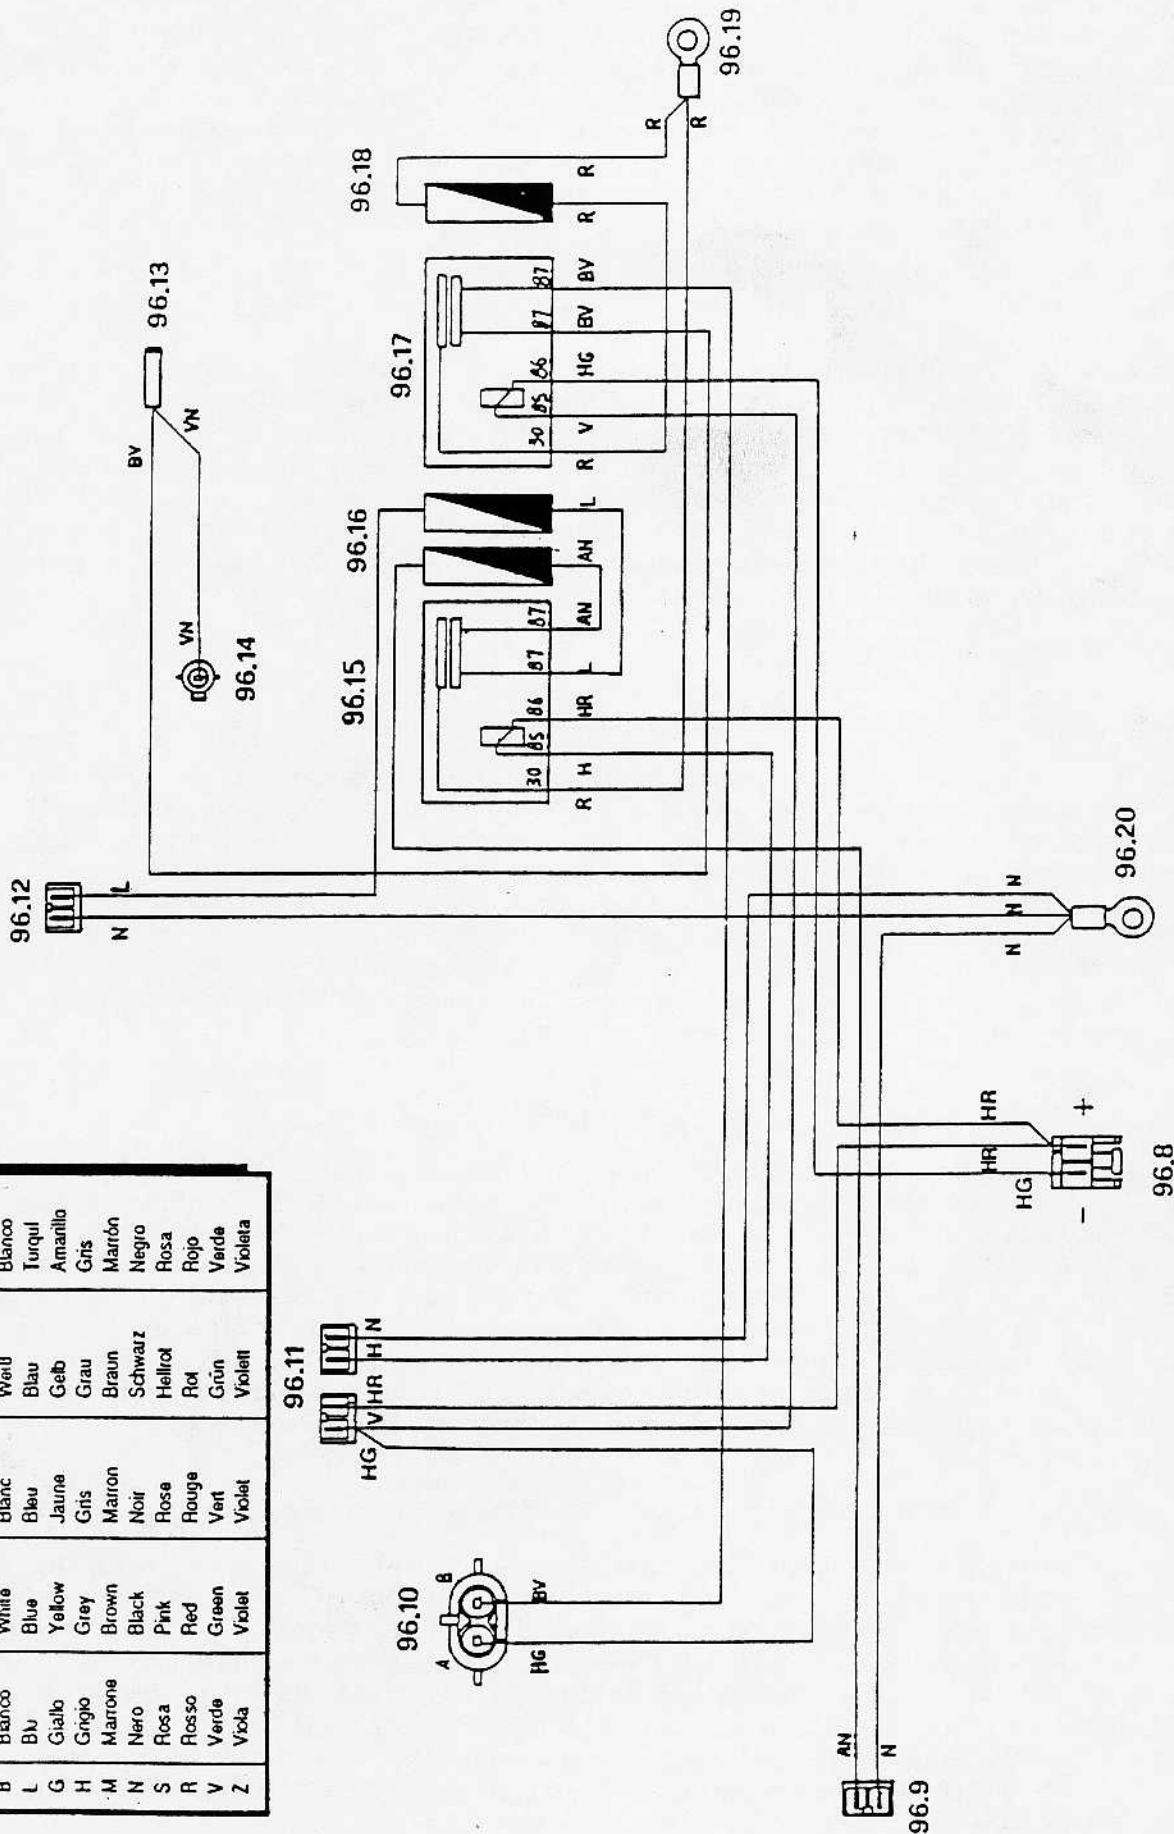 B Bianco White Blanc Weiß Blanco
L Blu Blue Bleu Blau Turqul
G Giallo Yellow Jaune Gelb Amarillo
H Grigio Grey Gris Grau Gris
M Marrone Brown Marron Braun Marrón
N Nero Black Noir Schwarz Negro
S Rosa Pink Rose Hellrot Rosa
R Rosso Red Rouge Rot Rojo
V Verde Green Vert Grün Verde
Z Viola Violet Violet Violett Violeta
96.9
AN
N
96.10
A
B
HG
BV
96.11
HG
V HR
H N
96.8
HG
HR
HR
-
+
96.12
N
L
96.20
N
N
N
96.13
BV
VN
96.14
VN
96.15
30 85 86 87 87
R H HR L AN
96.16
AN
L
96.17
30 85 86 87 87
R V HG BV BV
96.18
R
R
96.19
R
R